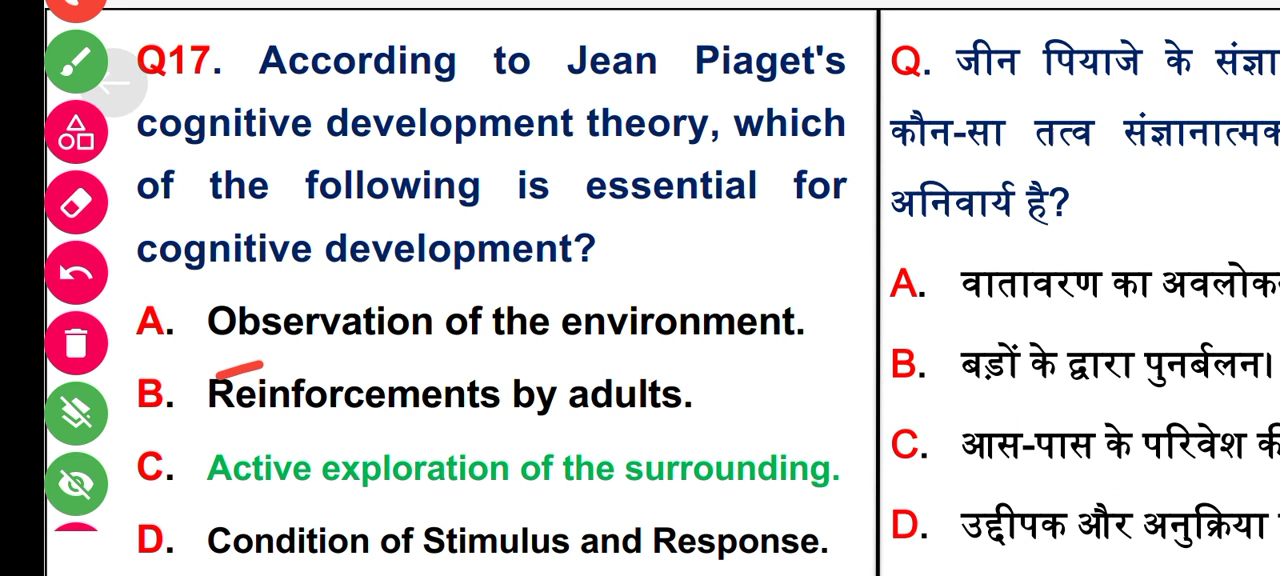 Q17. According to Jean Piaget's
cognitive development theory, which
of the following is essential for
cognitive development?
A. Observation of the environment.
B. Reinforcements by adults.
C. Active exploration of the surrounding.
D. Condition of Stimulus and Response.
Q. जीन पियाजे के
कौन-सा तत्व
अनिवार्य है?
A. वातावरण का
B. बड़ों के द्वारा पुनर्बलन।
C. आस-पास के परिवेश
D. उद्दीपक और अनुक्रिया